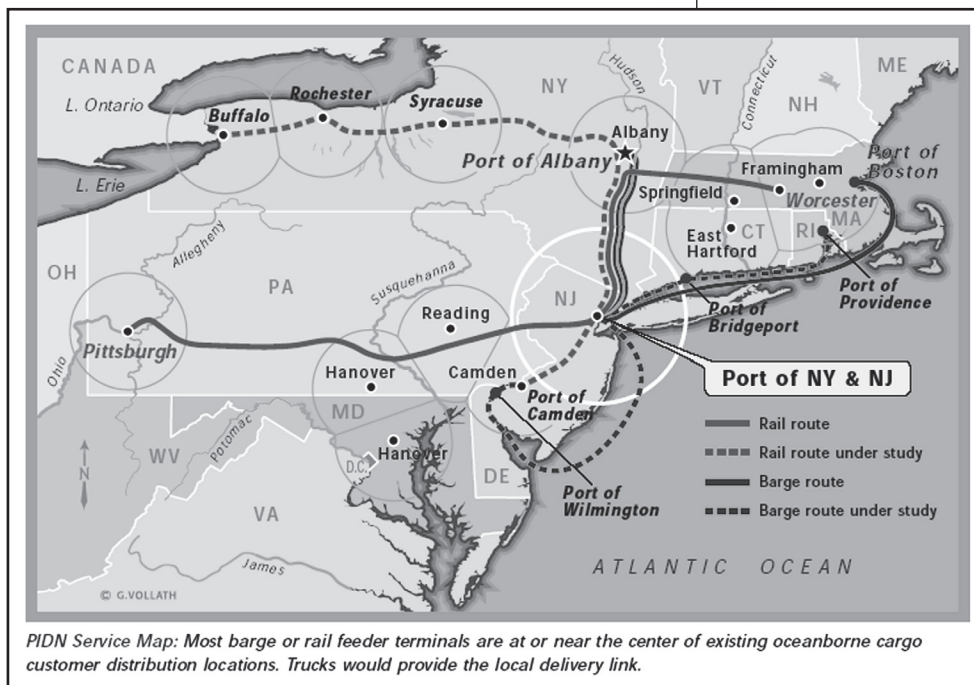 CANADA
L. Ontario
Rochester
Buffalo
Syracuse
L. Erie
NY
Hudson
VT
Connecticut
NH
ME
Albany
Port of Albany
Framingham
Port of
Boston
Springfield
Worcester
MA
East
Hartford
CT
RI
Port of
Providence
Port of
Bridgeport
OH
Allegheny
PA
Susquehanna
NJ
Reading
Pittsburgh
Ohio
Hanover
Camden
Port of
Camden
Port of NY & NJ
MD
Hanover
D.C.
Potomac
WV
DE
Port of
Wilmington
VA
James
N
Rail route
Rail route under study
Barge route
Barge route under study
ATLANTIC OCEAN
© G.VOLLATH
PIDN Service Map: Most barge or rail feeder terminals are at or near the center of existing oceanborne cargo
customer distribution locations. Trucks would provide the local delivery link.